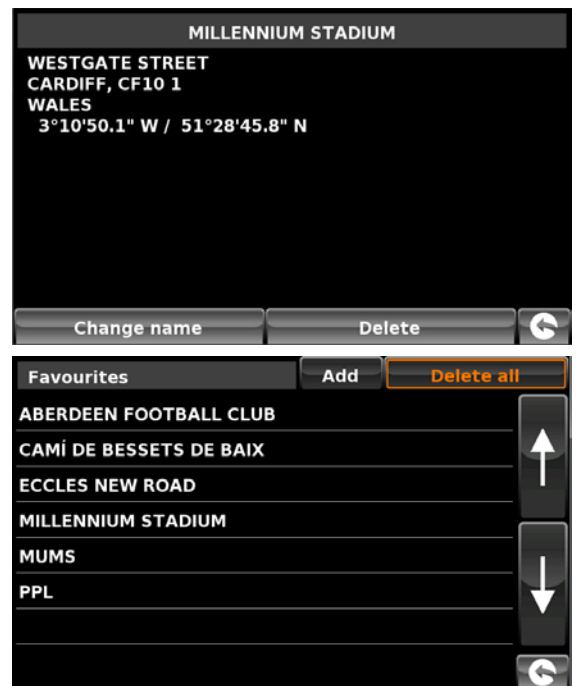 MILLENNIUM STADIUM
WESTGATE STREET
CARDIFF, CF10 1
WALES
3°10'50.1" W / 51°28'45.8" N
Change name Delete
Favourites Add Delete all
ABERDEEN FOOTBALL CLUB
CAMÍ DE BESSETS DE BAIX
ECCLES NEW ROAD
MILLENNIUM STADIUM
MUMS
PPL